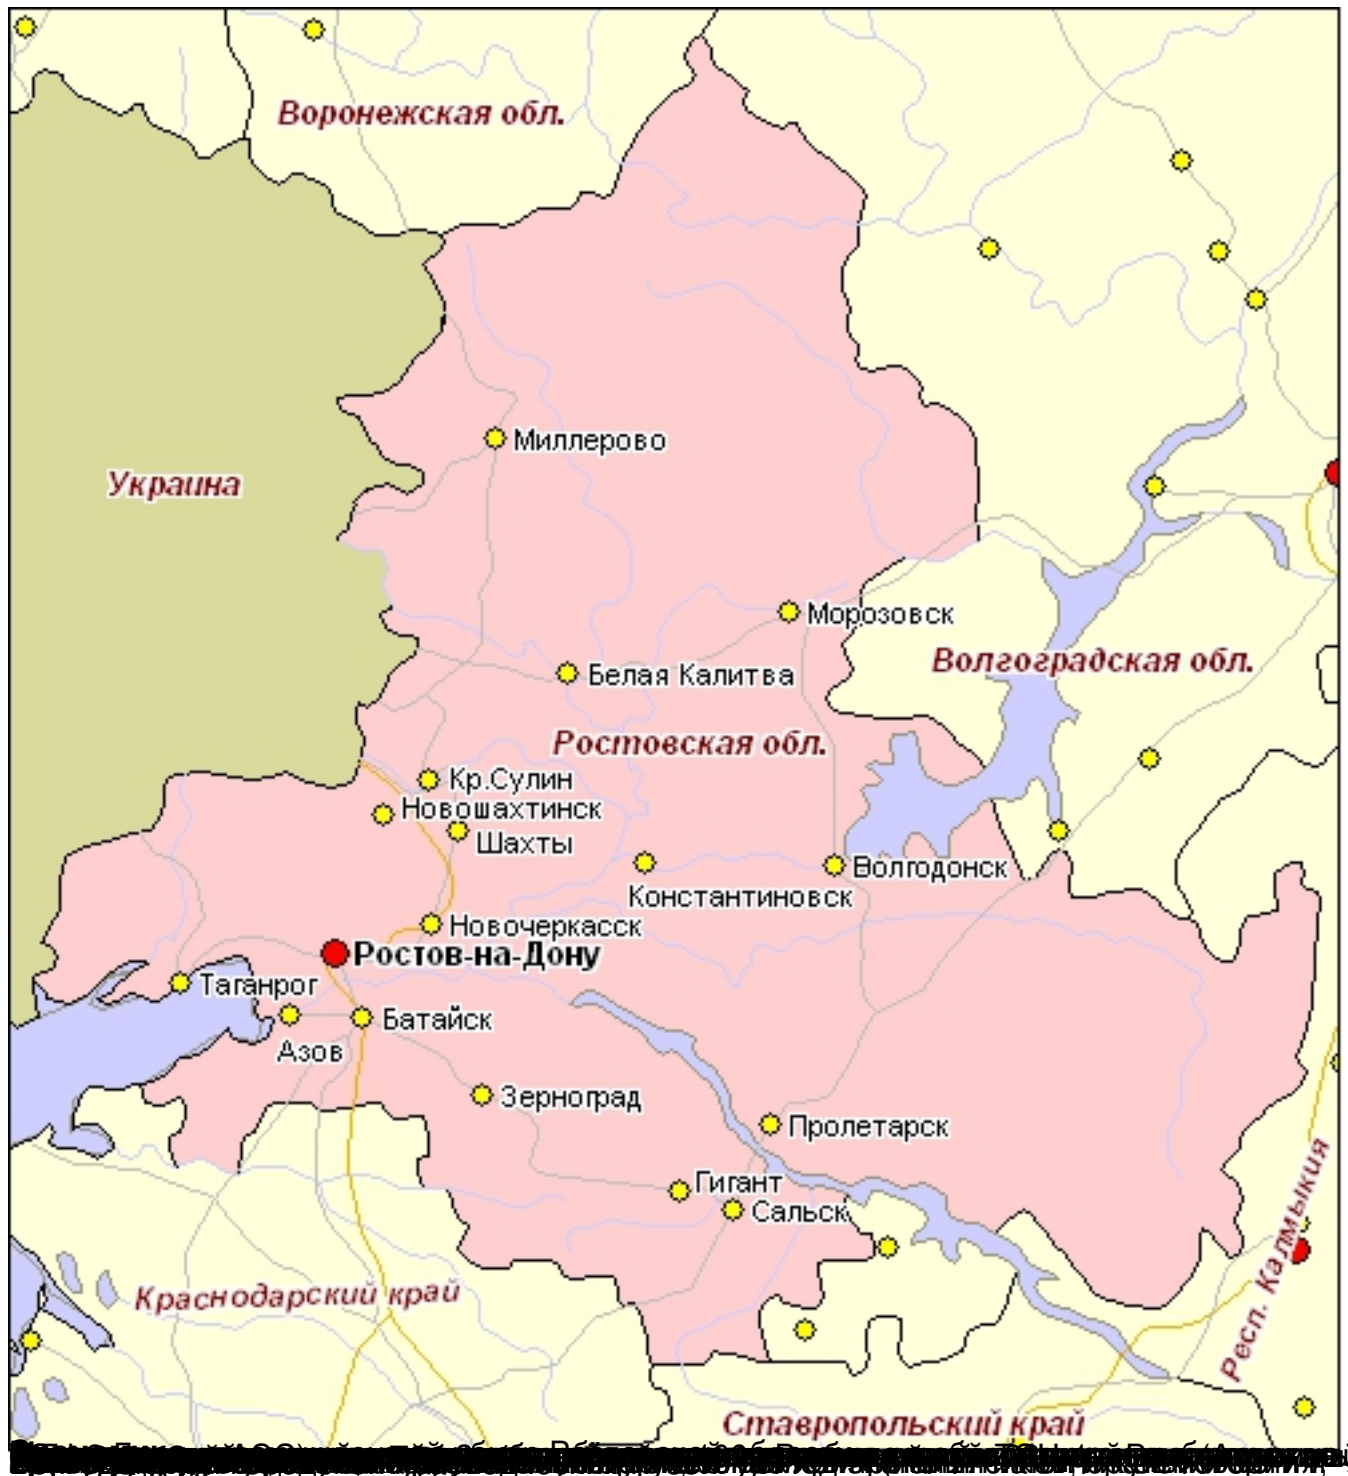 Воронежская обл.
Миллерово
Украина
Морозовск
Волгоградская обл.
Белая Калитва
Ростовская обл.
Кр.Сулин
Новошахтинск
Шахты
Волгодонск
Константиновск
Новочеркасск
Ростов-на-Дону
Таганрог
Батайск
Азов
Зерноград
Пролетарск
Гигант
Сальск
Респ. Калмыкия
Краснодарский край
Ставропольский край